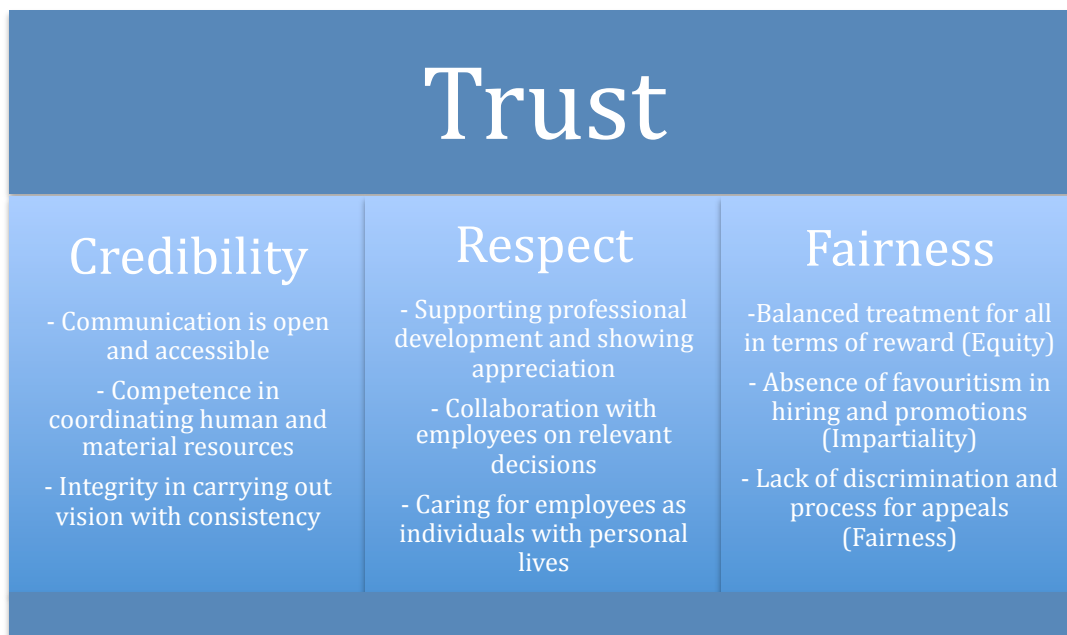 Trust
Credibility
- Communication is open
and accessible
- Competence in
coordinating human and
material resources
- Integrity in carrying out
vision with consistency
Respect
- Supporting professional
development and showing
appreciation
- Collaboration with
employees on relevant
decisions
- Caring for employees as
individuals with personal
lives
Fairness
-Balanced treatment for all
in terms of reward (Equity)
- Absence of favouritism in
hiring and promotions
(Impartiality)
- Lack of discrimination and
process for appeals
(Fairness)